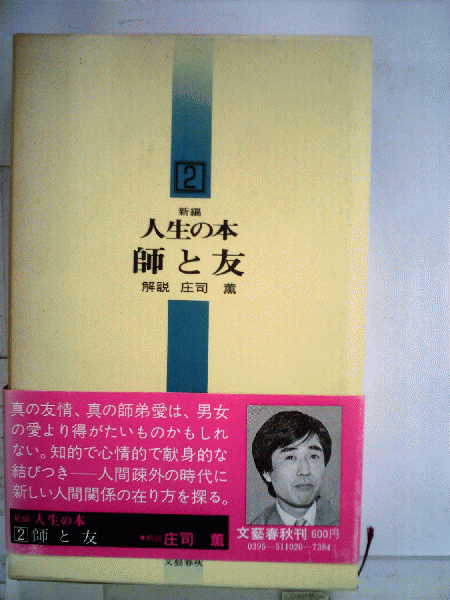 2
新編
人生の本
師と友
解説 庄司 薫
真の友情、真の師弟愛は、男女
の愛より得がたいものかもしれ
ない。知的で心情的で献身的な
結びつき——人間疎外の時代に
新しい人間関係の在り方を探る。
新編 人生の本
2 師と友 ●解説 庄司 薫
文藝春秋刊 600円
0395-511020-7384
文藝春秋